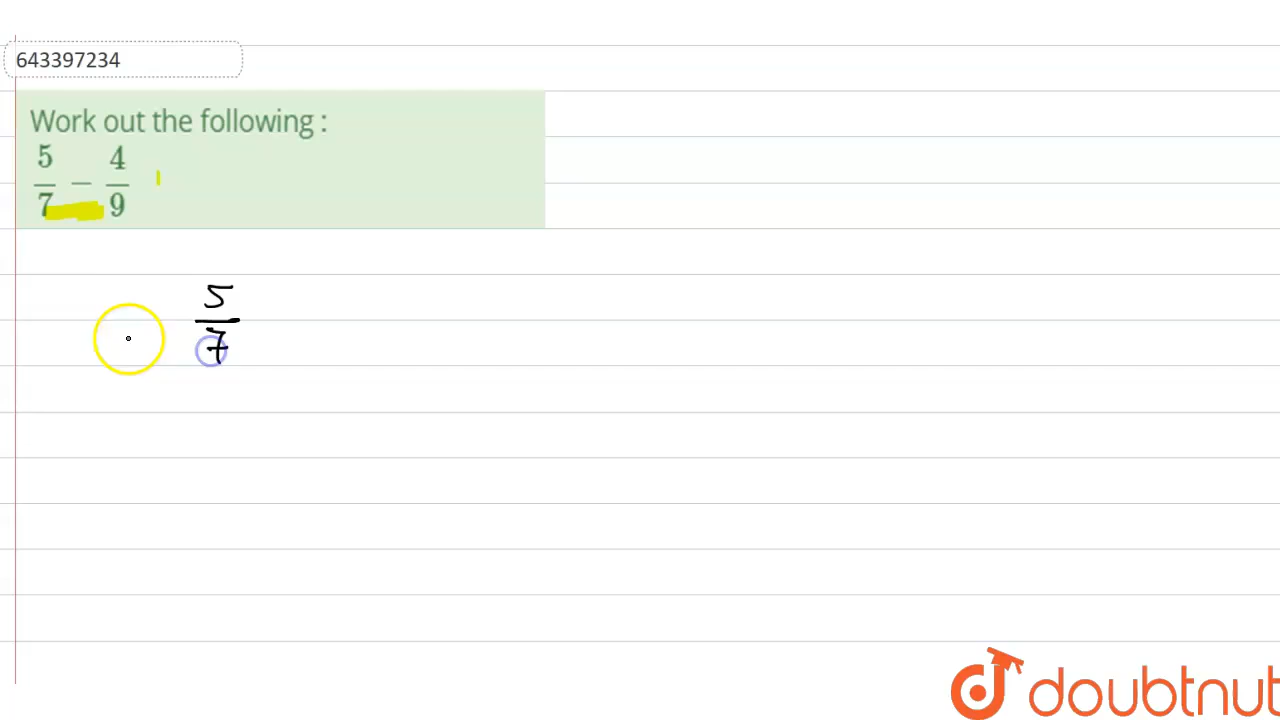 643397234
Work out the following :
5/7 - 4/9
5/7
doubtnut